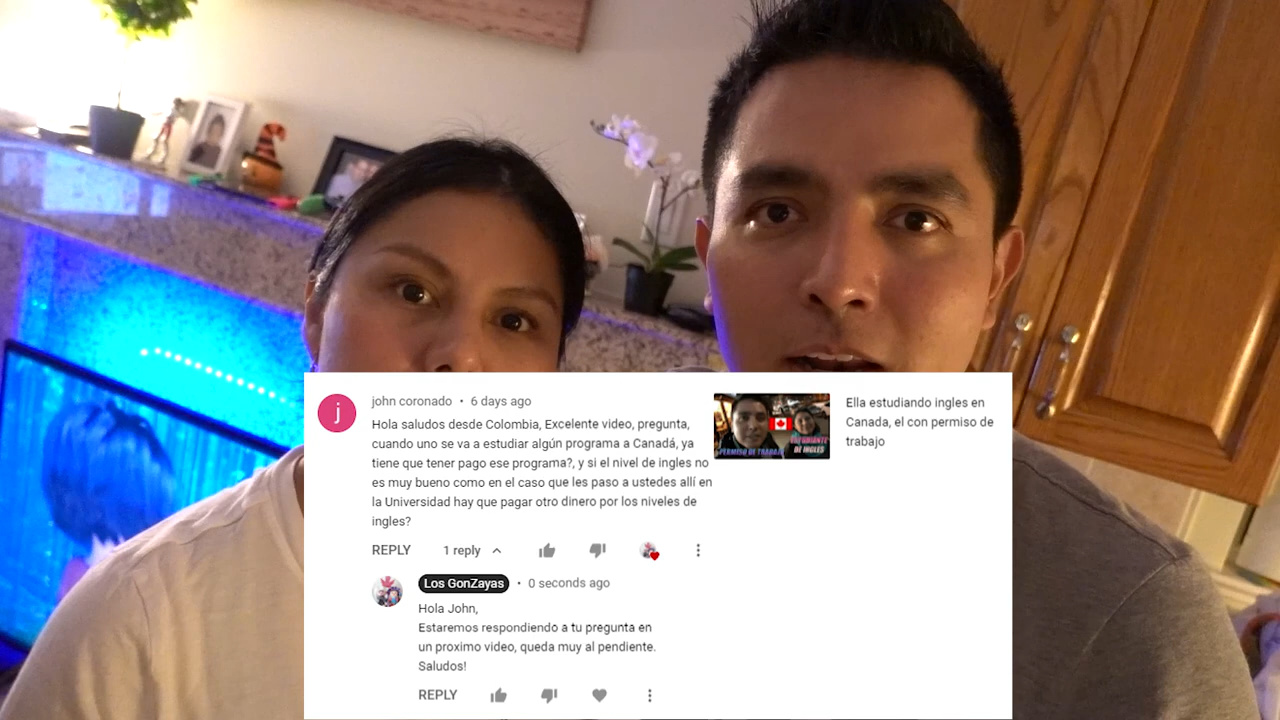 john coronado • 6 days ago
Hola saludos desde Colombia, Excelente video, pregunta,
cuando uno se va a estudiar algún programa a Canadá, ya
tiene que tener pago ese programa?, y si el nivel de ingles no
es muy bueno como en el caso que les paso a ustedes allí en
la Universidad hay que pagar otro dinero por los niveles de
ingles?
REPLY 1 reply
Los GonZayas • 0 seconds ago
Hola John,
Estaremos respondiendo a tu pregunta en
un proximo video, queda muy al pendiente.
Saludos!
REPLY
j
PERMISO DE TRABAJO
ESTUDIANTE
DE INGLES
Ella estudiando ingles en
Canada, el con permiso de
trabajo